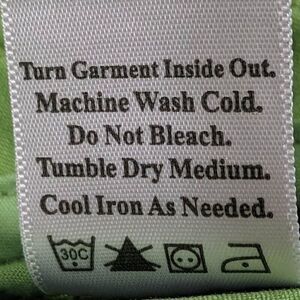 Turn Garment Inside Out.
Machine Wash Cold.
Do Not Bleach.
Tumble Dry Medium.
Cool Iron As Needed.
30C